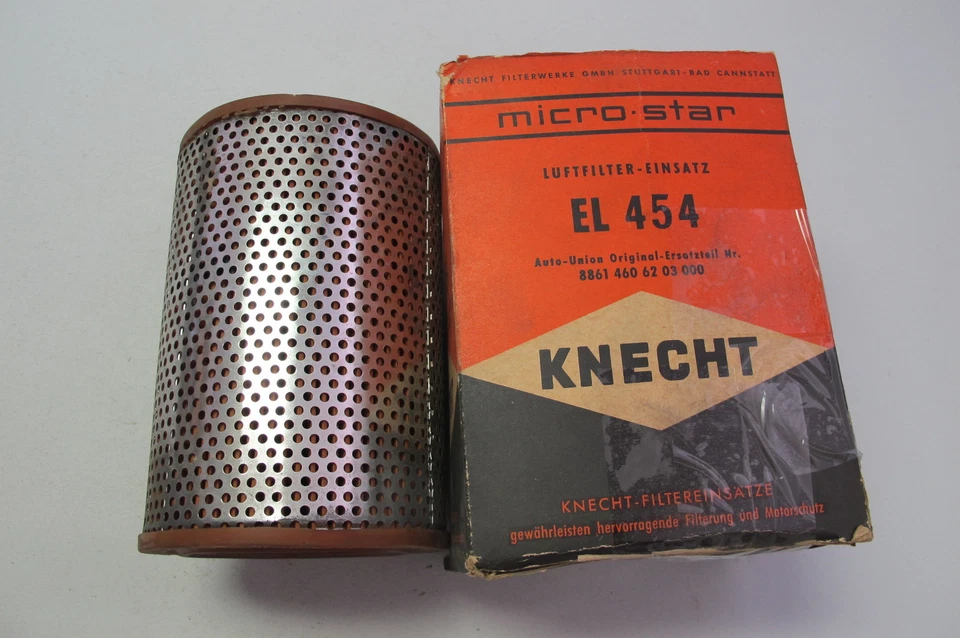 KNECHT FILTERWERKE GMBH STUTTGART-BAD CANNSTATT
micro·star
LUFTFILTER-EINSATZ
EL 454
Auto-Union Original-Ersatzteil Nr.
8861 460 62 03 000
KNECHT
KNECHT-FILTEREINSÄTZE
gewährleisten hervorragende Filterung und Motorschutz